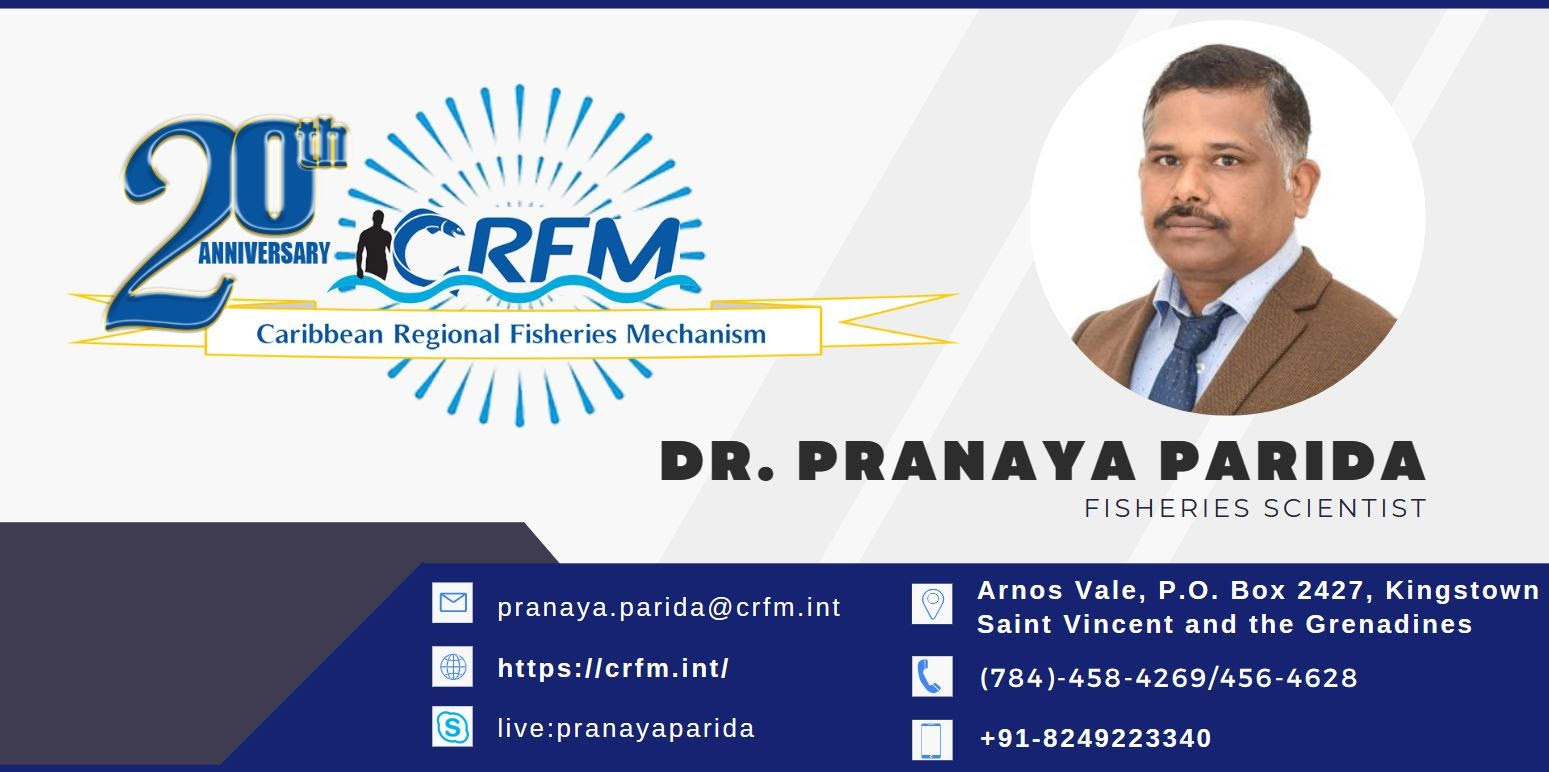 20th
ANNIVERSARY
CRFM
Caribbean Regional Fisheries Mechanism
DR. PRANAYA PARIDA
FISHERIES SCIENTIST
pranaya.parida@crfm.int
https://crfm.int/
live:pranayaparida
Arnos Vale, P.O. Box 2427, Kingstown
Saint Vincent and the Grenadines
(784)-458-4269/456-4628
+91-8249223340